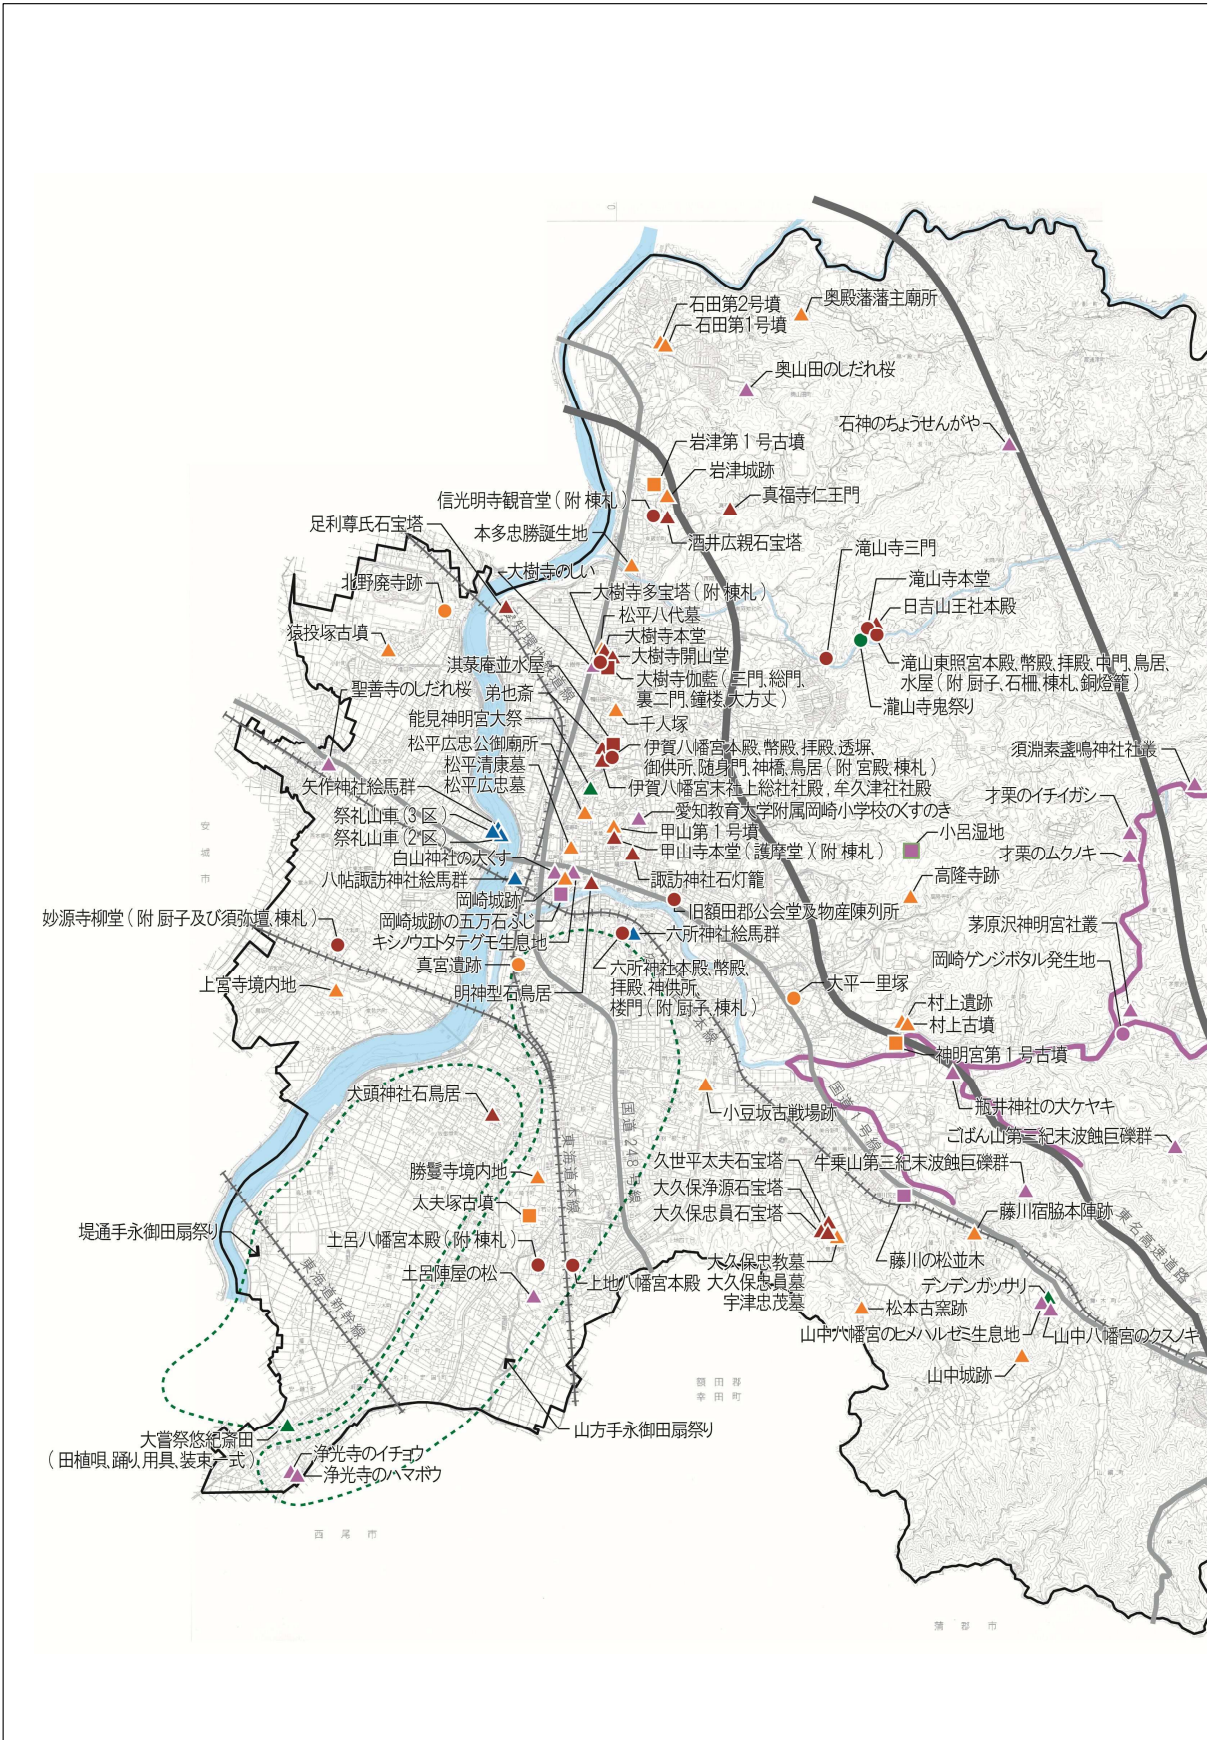 石田第2号墳
石田第1号墳
奥殿藩藩主廟所
奥山田のしだれ桜
石神のちょうせんがや
岩津第1号古墳
岩津城跡
信光明寺観音堂(附 棟札)
真福寺仁王門
足利尊氏石宝塔
本多忠勝誕生地
酒井広親石宝塔
滝山寺三門
大樹寺のしい
北野廃寺跡
滝山寺本堂
大樹寺多宝塔(附 棟札)
日吉山王社本殿
松平八代墓
猿投塚古墳
大樹寺本堂
大樹寺開山堂
淇菉庵並水屋
滝山東照宮本殿、幣殿、拝殿、中門、鳥居、
水屋(附 厨子、石柵、棟札、銅燈籠)
大樹寺伽藍(三門、総門、
裏二門、鐘楼、大方丈)
聖善寺のしだれ桜
弟也斎
瀧山寺鬼祭り
能見神明宮大祭
千人塚
松平広忠公御廟所
伊賀八幡宮本殿、幣殿、拝殿、透塀、
御供所、随身門、神橋、鳥居(附 宮殿、棟札)
須淵素盞鳴神社社叢
松平清康墓
松平広忠墓
矢作神社絵馬群
伊賀八幡宮末社上総社社殿，牟久津社社殿
才栗のイチイガシ
祭礼山車(3区)
愛知教育大学附属岡崎小学校のくすのき
祭礼山車(2区)
甲山第1号墳
小呂湿地
白山神社の大くす
甲山寺本堂(護摩堂)(附 棟札)
才栗のムクノキ
八帖諏訪神社絵馬群
諏訪神社石灯籠
高隆寺跡
岡崎城跡
妙源寺柳堂(附 厨子及び須弥壇、棟札)
岡崎城跡の五万石ふじ
旧額田郡公会堂及物産陳列所
キシノウエトタテグモ生息地
六所神社絵馬群
茅原沢神明宮社叢
真宮遺跡
岡崎ゲンジボタル発生地
上宮寺境内地
明神型石鳥居
六所神社本殿、幣殿、
拝殿、神供所、
楼門(附 厨子、棟札)
大平一里塚
村上遺跡
村上古墳
神明宮第1号古墳
犬頭神社石鳥居
小豆坂古戦場跡
瓶井神社の大ケヤキ
国道1号線
国道248号線
ごばん山第三紀末波蝕巨礫群
勝鬘寺境内地
久世平太夫石宝塔
牛乗山第三紀末波蝕巨礫群
太夫塚古墳
大久保浄源石宝塔
大久保忠員石宝塔
藤川宿脇本陣跡
堤通手永御田扇祭り
土呂八幡宮本殿(附 棟札)
東海道本線
東名高速道路
土呂陣屋の松
上地八幡宮本殿
大久保忠教墓
大久保忠員墓
宇津忠茂墓
藤川の松並木
デンデンガッサリ
東海道新幹線
松本古窯跡
山中八幡宮のヒメハルゼミ生息地
山中八幡宮のクスノキ
山中城跡
額田郡
幸田町
山方手永御田扇祭り
大嘗祭悠紀斎田
(田植唄、踊り、用具、装束一式)
浄光寺のイチョウ
浄光寺のハマボウ
安城市
西尾市
蒲郡市